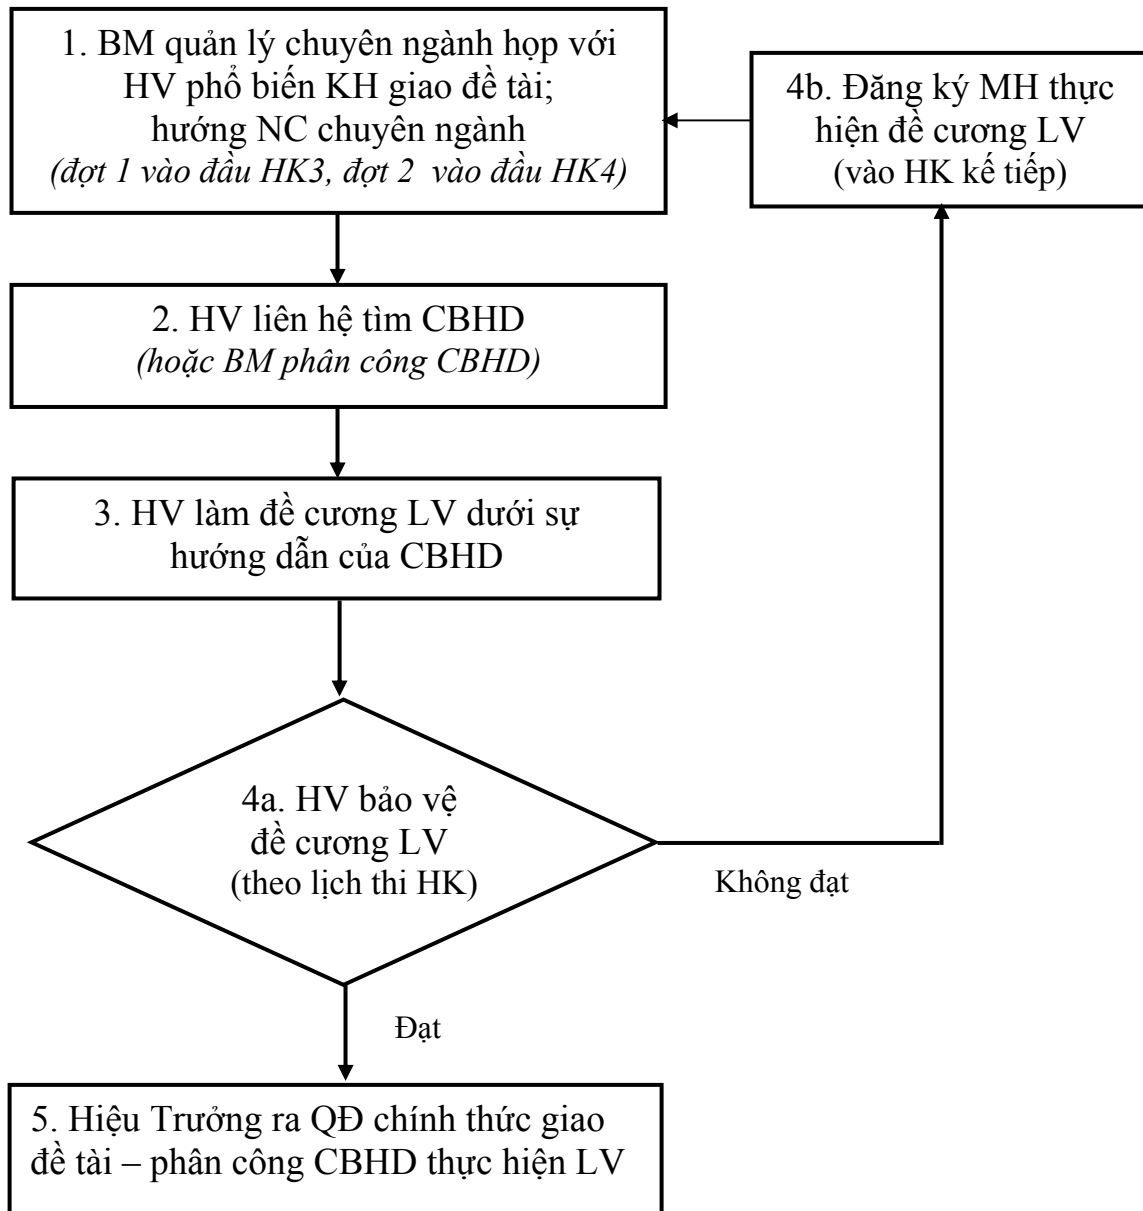 1. BM quản lý chuyên ngành họp với
HV phổ biến KH giao đề tài;
hướng NC chuyên ngành
(đợt 1 vào đầu HK3, đợt 2 vào đầu HK4)
4b. Đăng ký MH thực
hiện đề cương LV
(vào HK kế tiếp)
2. HV liên hệ tìm CBHD
(hoặc BM phân công CBHD)
3. HV làm đề cương LV dưới sự
hướng dẫn của CBHD
4a. HV bảo vệ
đề cương LV
(theo lịch thi HK)
Không đạt
Đạt
5. Hiệu Trưởng ra QĐ chính thức giao
đề tài – phân công CBHD thực hiện LV